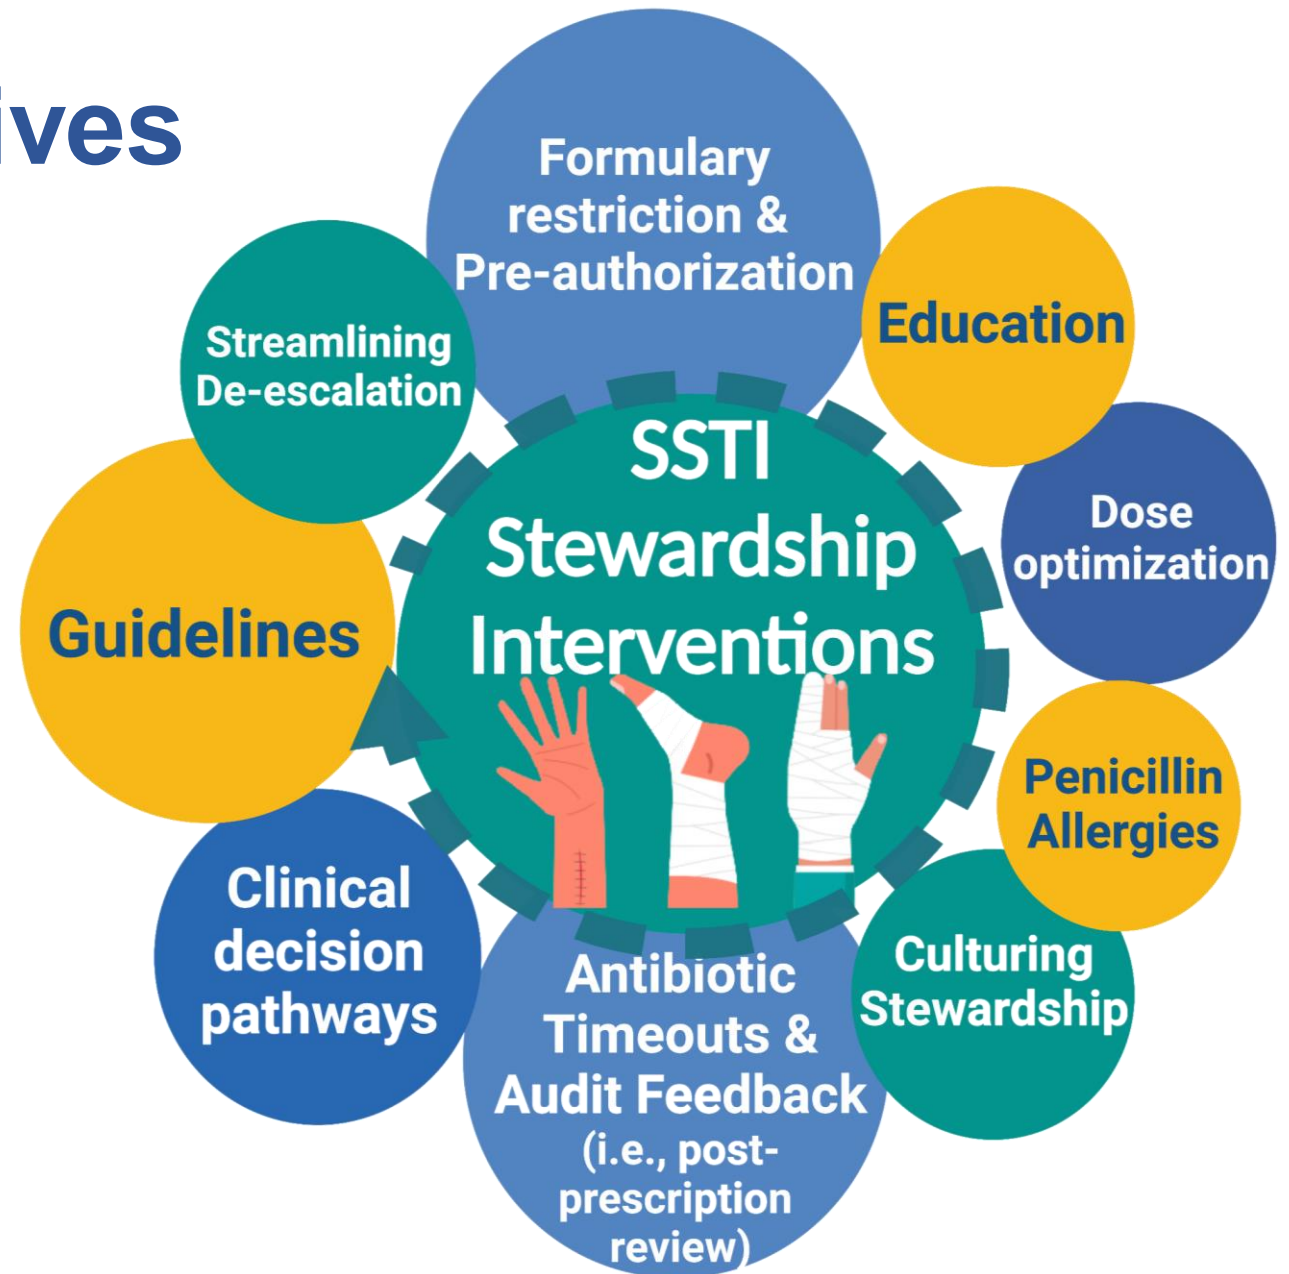 ives
Formulary
restriction &
Pre-authorization
Education
Streamlining
De-escalation
SSTI
Stewardship
Interventions
Dose
optimization
Guidelines
Penicillin
Allergies
Clinical
decision
pathways
Culturing
Stewardship
Antibiotic
Timeouts &
Audit Feedback
(i.e., post-
prescription
review)